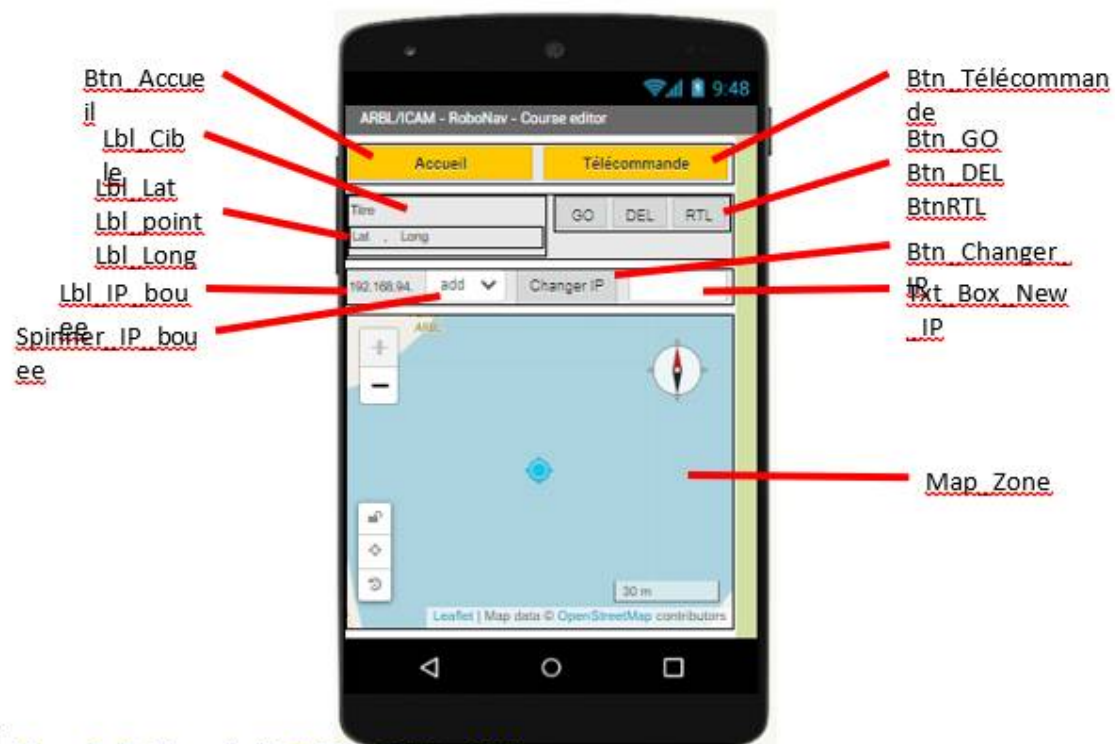 Btn_Accue
il
Lbl_Cib
le
Lbl_Lat
Lbl_point
Lbl_Long
Lbl_IP_bou
ee
Spinner_IP_bou
ee
9:48
ARBL/ICAM - RoboNav - Course editor
Accueil Télécommande
Titre
Lat , Long
GO DEL RTL
192.168.94. add Changer IP
ARBL
+
−
30 m
Leaflet | Map data © OpenStreetMap contributors
Btn_Télécomman
de
Btn_GO
Btn_DEL
BtnRTL
Btn_Changer_
IP
Txt_Box_New
_IP
Map_Zone